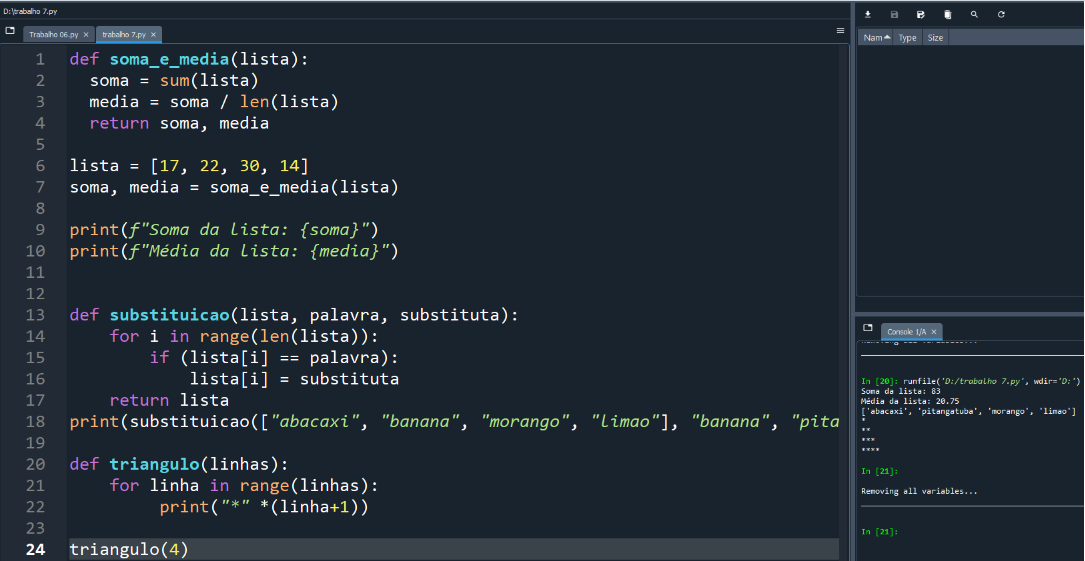 D:\trabalho 7.py
Trabalho 06.py ×
trabalho 7.py ×
1 def soma_e_media(lista):
2 soma = sum(lista)
3 media = soma / len(lista)
4 return soma, media
5
6 lista = [17, 22, 30, 14]
7 soma, media = soma_e_media(lista)
8
9 print(f"Soma da lista: {soma}")
10 print(f"Média da lista: {media}")
11
12
13 def substituicao(lista, palavra, substituta):
14 for i in range(len(lista)):
15 if (lista[i] == palavra):
16 lista[i] = substituta
17 return lista
18 print(substituicao(["abacaxi", "banana", "morango", "limao"], "banana", "pita
19
20 def triangulo(linhas):
21 for linha in range(linhas):
22 print("*" *(linha+1))
23
24 triangulo(4)
Nam Type Size
Console 1/A ×
Removing all variables...
In [20]: runfile('D:/trabalho 7.py', wdir='D:')
Soma da lista: 83
Média da lista: 20.75
['abacaxi', 'pitangatuba', 'morango', 'limao']
*
**
***
****
In [21]:
Removing all variables...
In [21]: